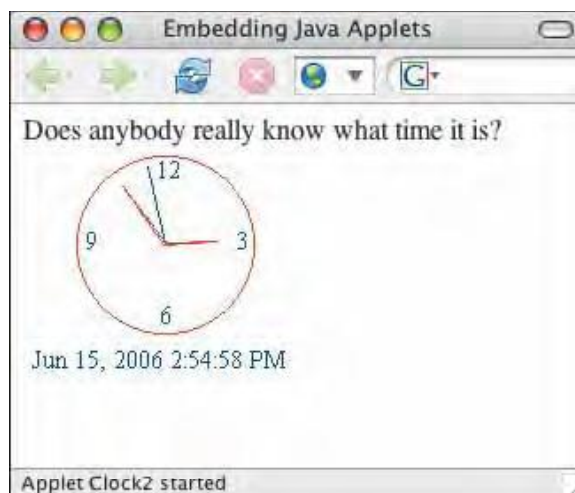 Embedding Java Applets
G
Does anybody really know what time it is?
12
9 3
6
Jun 15, 2006 2:54:58 PM
Applet Clock2 started